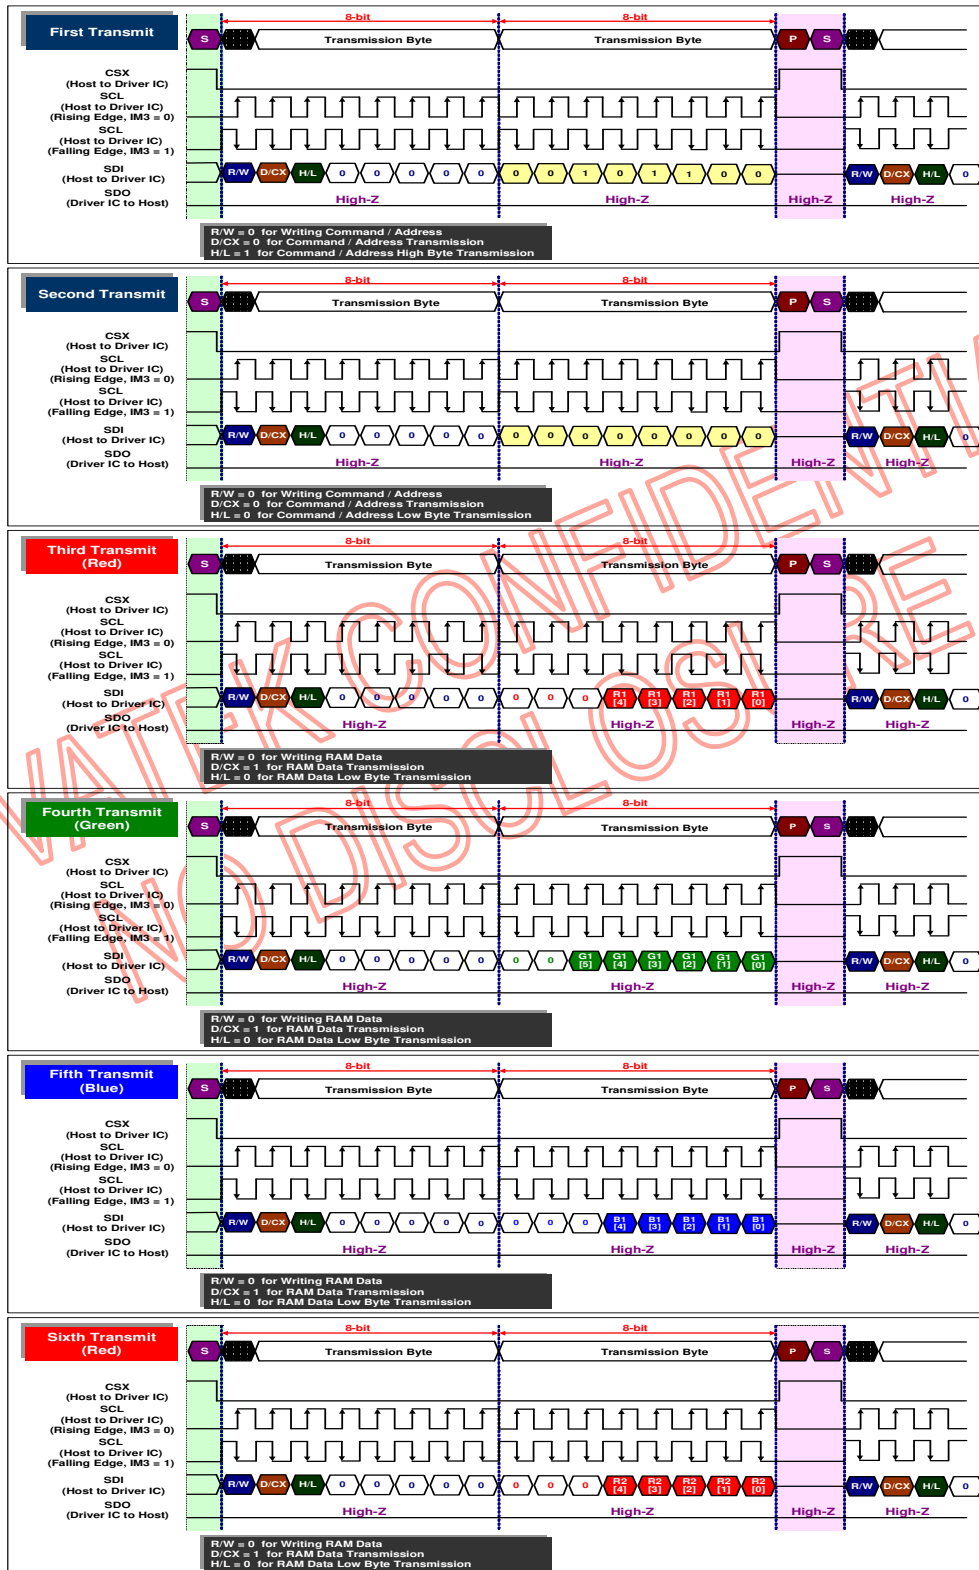 8-bit 8-bit
First Transmit S Transmission Byte Transmission Byte P S
CSX
(Host to Driver IC)
SCL
(Host to Driver IC)
(Rising Edge, IM3 = 0)
SCL
(Host to Driver IC)
(Falling Edge, IM3 = 1)
SDI
(Host to Driver IC) R/W D/CX H/L 0 0 0 0 0 0 0 1 0 1 1 0 0 R/W D/CX H/L 0
SDO
(Driver IC to Host) High-Z High-Z High-Z High-Z
R/W = 0 for Writing Command / Address
D/CX = 0 for Command / Address Transmission
H/L = 1 for Command / Address High Byte Transmission
8-bit 8-bit
Second Transmit S Transmission Byte Transmission Byte P S
CSX
(Host to Driver IC)
SCL
(Host to Driver IC)
(Rising Edge, IM3 = 0)
SCL
(Host to Driver IC)
(Falling Edge, IM3 = 1)
SDI
(Host to Driver IC) R/W D/CX H/L 0 0 0 0 0 0 0 0 0 0 0 0 0 R/W D/CX H/L 0
SDO
(Driver IC to Host) High-Z High-Z High-Z High-Z
R/W = 0 for Writing Command / Address
D/CX = 0 for Command / Address Transmission
H/L = 0 for Command / Address Low Byte Transmission
8-bit 8-bit
Third Transmit
(Red) S Transmission Byte Transmission Byte P S
CSX
(Host to Driver IC)
SCL
(Host to Driver IC)
(Rising Edge, IM3 = 0)
SCL
(Host to Driver IC)
(Falling Edge, IM3 = 1)
SDI
(Host to Driver IC) R/W D/CX H/L 0 0 0 0 0 0 0 0 R1 [4] R1 [3] R1 [2] R1 [1] R1 [0] R/W D/CX H/L 0
SDO
(Driver IC to Host) High-Z High-Z High-Z High-Z
R/W = 0 for Writing RAM Data
D/CX = 1 for RAM Data Transmission
H/L = 0 for RAM Data Low Byte Transmission
8-bit 8-bit
Fourth Transmit
(Green) S Transmission Byte Transmission Byte P S
CSX
(Host to Driver IC)
SCL
(Host to Driver IC)
(Rising Edge, IM3 = 0)
SCL
(Host to Driver IC)
(Falling Edge, IM3 = 1)
SDI
(Host to Driver IC) R/W D/CX H/L 0 0 0 0 0 0 0 G1 [5] G1 [4] G1 [3] G1 [2] G1 [1] G1 [0] R/W D/CX H/L 0
SDO
(Driver IC to Host) High-Z High-Z High-Z High-Z
R/W = 0 for Writing RAM Data
D/CX = 1 for RAM Data Transmission
H/L = 0 for RAM Data Low Byte Transmission
8-bit 8-bit
Fifth Transmit
(Blue) S Transmission Byte Transmission Byte P S
CSX
(Host to Driver IC)
SCL
(Host to Driver IC)
(Rising Edge, IM3 = 0)
SCL
(Host to Driver IC)
(Falling Edge, IM3 = 1)
SDI
(Host to Driver IC) R/W D/CX H/L 0 0 0 0 0 0 0 0 B1 [4] B1 [3] B1 [2] B1 [1] B1 [0] R/W D/CX H/L 0
SDO
(Driver IC to Host) High-Z High-Z High-Z High-Z
R/W = 0 for Writing RAM Data
D/CX = 1 for RAM Data Transmission
H/L = 0 for RAM Data Low Byte Transmission
8-bit 8-bit
Sixth Transmit
(Red) S Transmission Byte Transmission Byte P S
CSX
(Host to Driver IC)
SCL
(Host to Driver IC)
(Rising Edge, IM3 = 0)
SCL
(Host to Driver IC)
(Falling Edge, IM3 = 1)
SDI
(Host to Driver IC) R/W D/CX H/L 0 0 0 0 0 0 0 0 R2 [4] R2 [3] R2 [2] R2 [1] R2 [0] R/W D/CX H/L 0
SDO
(Driver IC to Host) High-Z High-Z High-Z High-Z
R/W = 0 for Writing RAM Data
D/CX = 1 for RAM Data Transmission
H/L = 0 for RAM Data Low Byte Transmission
VATEK CONFIDENTIA
NO DISCLOSURE